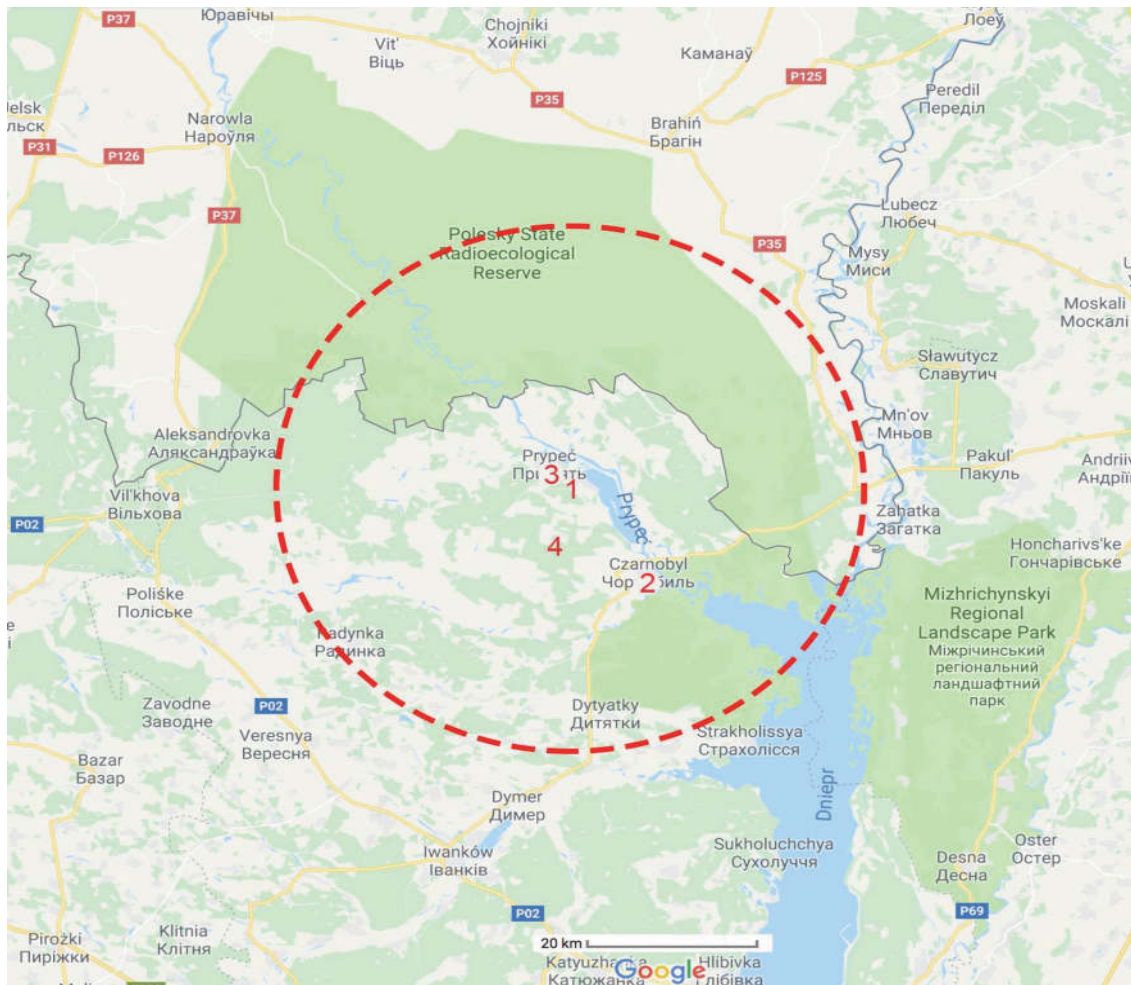 Юравічы
P37
Chojniki
Хойнікі
Vit'
Віць
Каманаў
Лоеў
P125
P35
Peredil
Переділ
Narowla
Нароўля
Brahiń
Брагін
P31
P126
P37
Lubecz
Любеч
Polesky State
Radioecological
Reserve
P35
Mysy
Миси
Moskali
Москалі
Sławutycz
Славутич
Aleksandrovka
Аляксандраўка
Mn'ov
Мньов
Prypeć
3
1
Pakul'
Пакуль
Vil'khova
Вільхова
P02
Prypeć
Zahatka
Загатка
4
Czarnobyl
2
Honcharivs'ke
Гончарівське
Poliśke
Поліське
Mizhrichynskyi
Regional
Landscape Park
Міжрічинський
регіональний
ландшафтний
парк
Zavodne
Заводне
P02
Dytyatky
Дитятки
Veresnya
Вересня
Strakholissya
Страхолісся
Bazar
Базар
Dniepr
Dymer
Димер
Iwanków
Іванків
Sukholuchchya
Сухолуччя
Oster
Остер
Desna
Десна
P02
P69
Klitnia
Клітня
Pirożki
Пиріжки
20 km
Google
Hlibivka